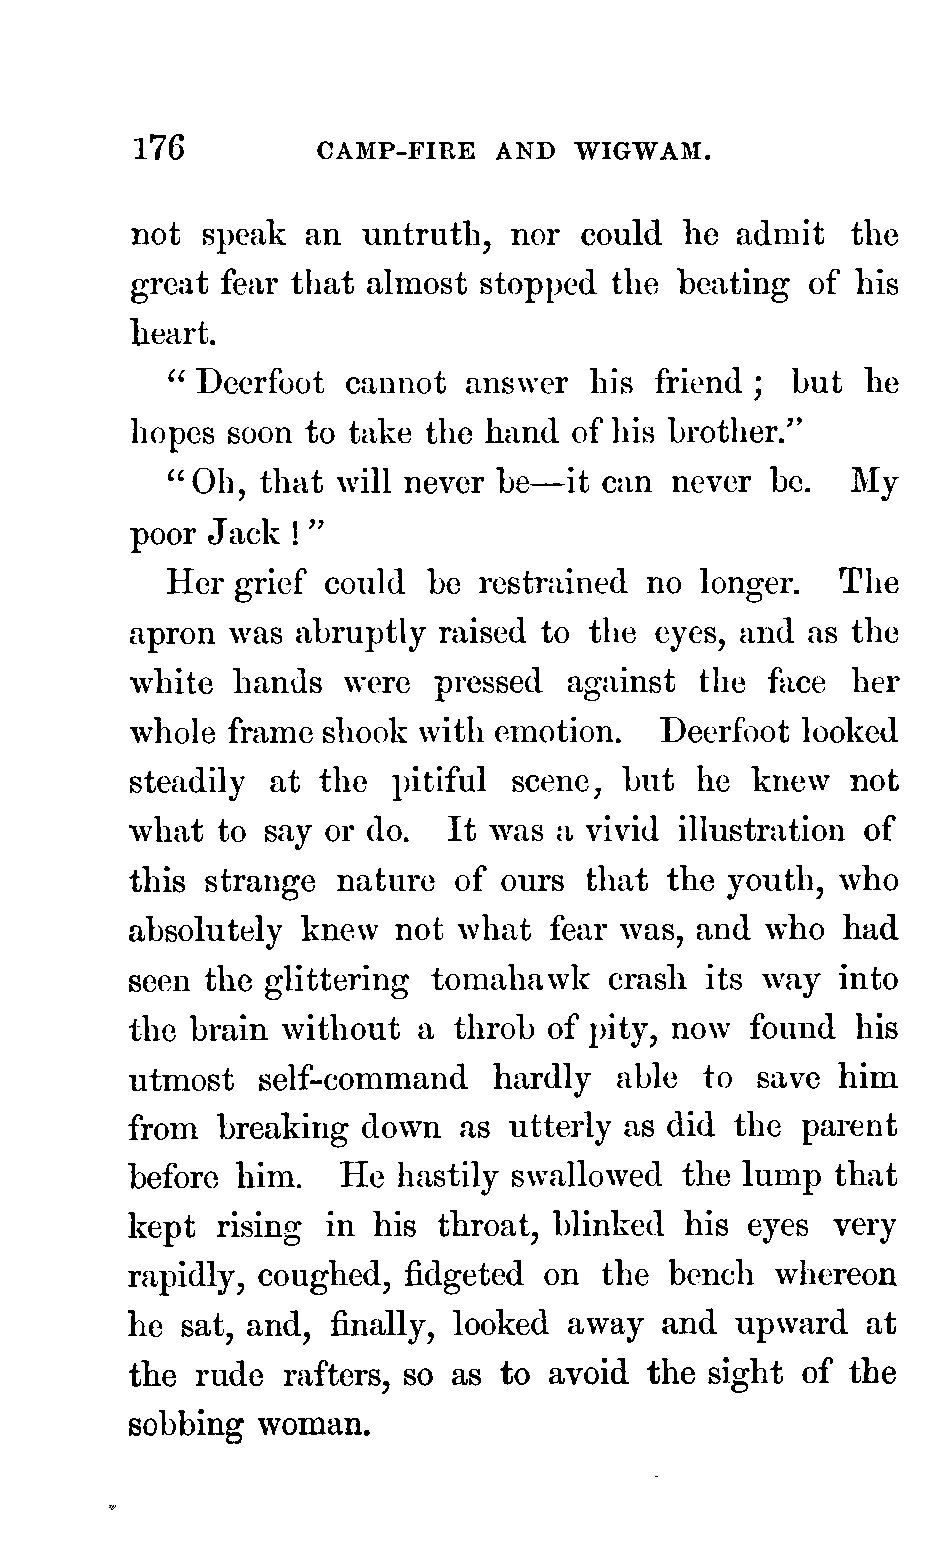 176 CAMP-FIRE AND WIGWAM.
not speak an untruth, nor could he admit the
great fear that almost stopped the beating of his
heart.
“ Deerfoot cannot answer his friend ; but he
hopes soon to take the hand of his brother.”
“ Oh, that will never be—it can never be. My
poor Jack ! ”
Her grief could be restrained no longer. The
apron was abruptly raised to the eyes, and as the
white hands were pressed against the face her
whole frame shook with emotion. Deerfoot looked
steadily at the pitiful scene, but he knew not
what to say or do. It was a vivid illustration of
this strange nature of ours that the youth, who
absolutely knew not what fear was, and who had
seen the glittering tomahawk crash its way into
the brain without a throb of pity, now found his
utmost self-command hardly able to save him
from breaking down as utterly as did the parent
before him. He hastily swallowed the lump that
kept rising in his throat, blinked his eyes very
rapidly, coughed, fidgeted on the bench whereon
he sat, and, finally, looked away and upward at
the rude rafters, so as to avoid the sight of the
sobbing woman.